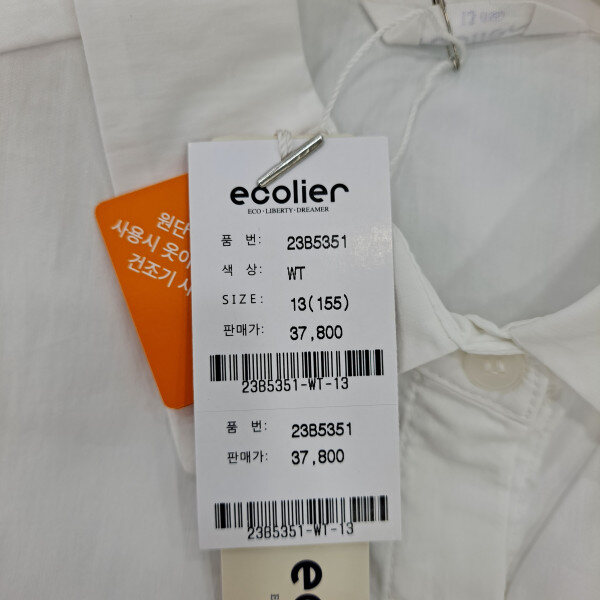 ecolier
ECO · LIBERTY · DREAMER
품 번: 23B5351
색 상: WT
SIZE: 13(155)
판매가: 37,800
23B5351-WT-13
품 번: 23B5351
판매가: 37,800
23B5351-WT-13
원단
사용시 옷이
건조기 사